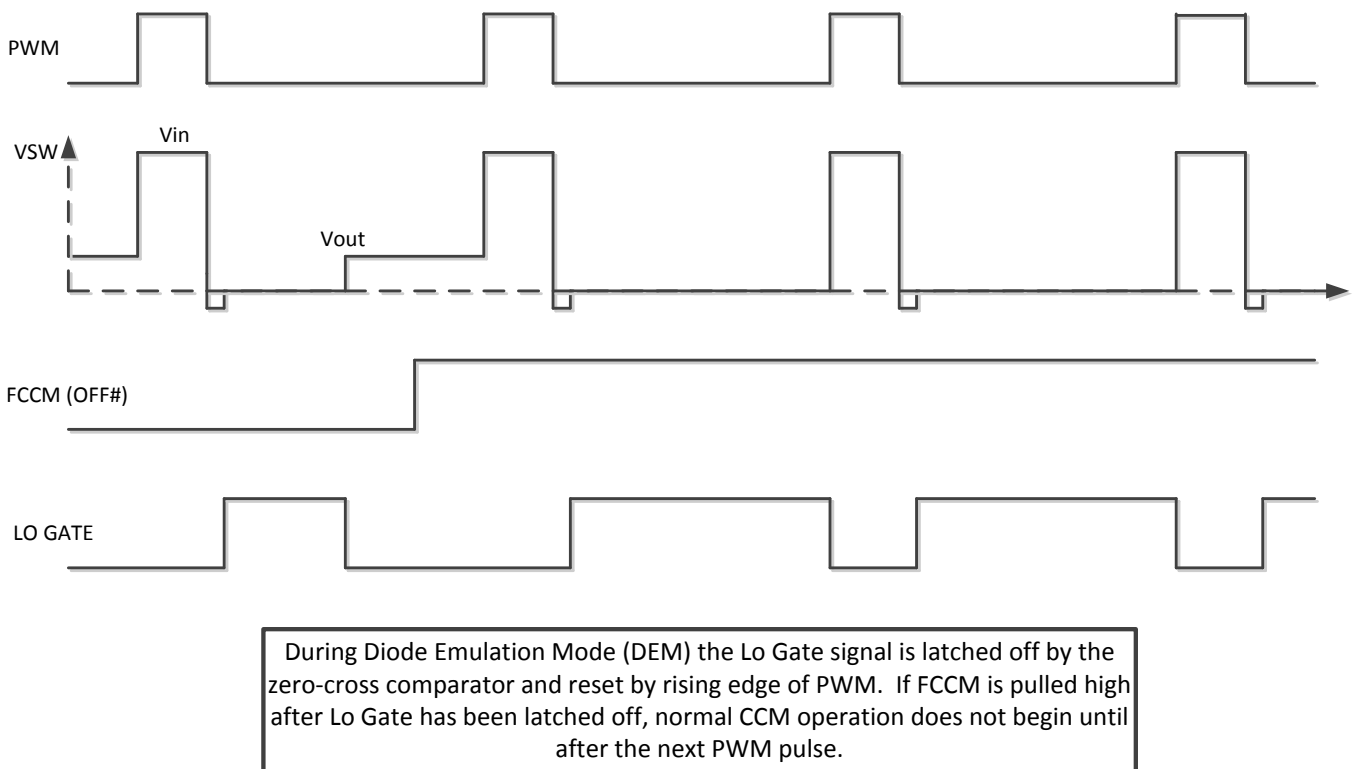 PWM
Vin
VSW
Vout
FCCM (OFF#)
LO GATE
During Diode Emulation Mode (DEM) the Lo Gate signal is latched off by the
zero-cross comparator and reset by rising edge of PWM.  If FCCM is pulled high
after Lo Gate has been latched off, normal CCM operation does not begin until
after the next PWM pulse.